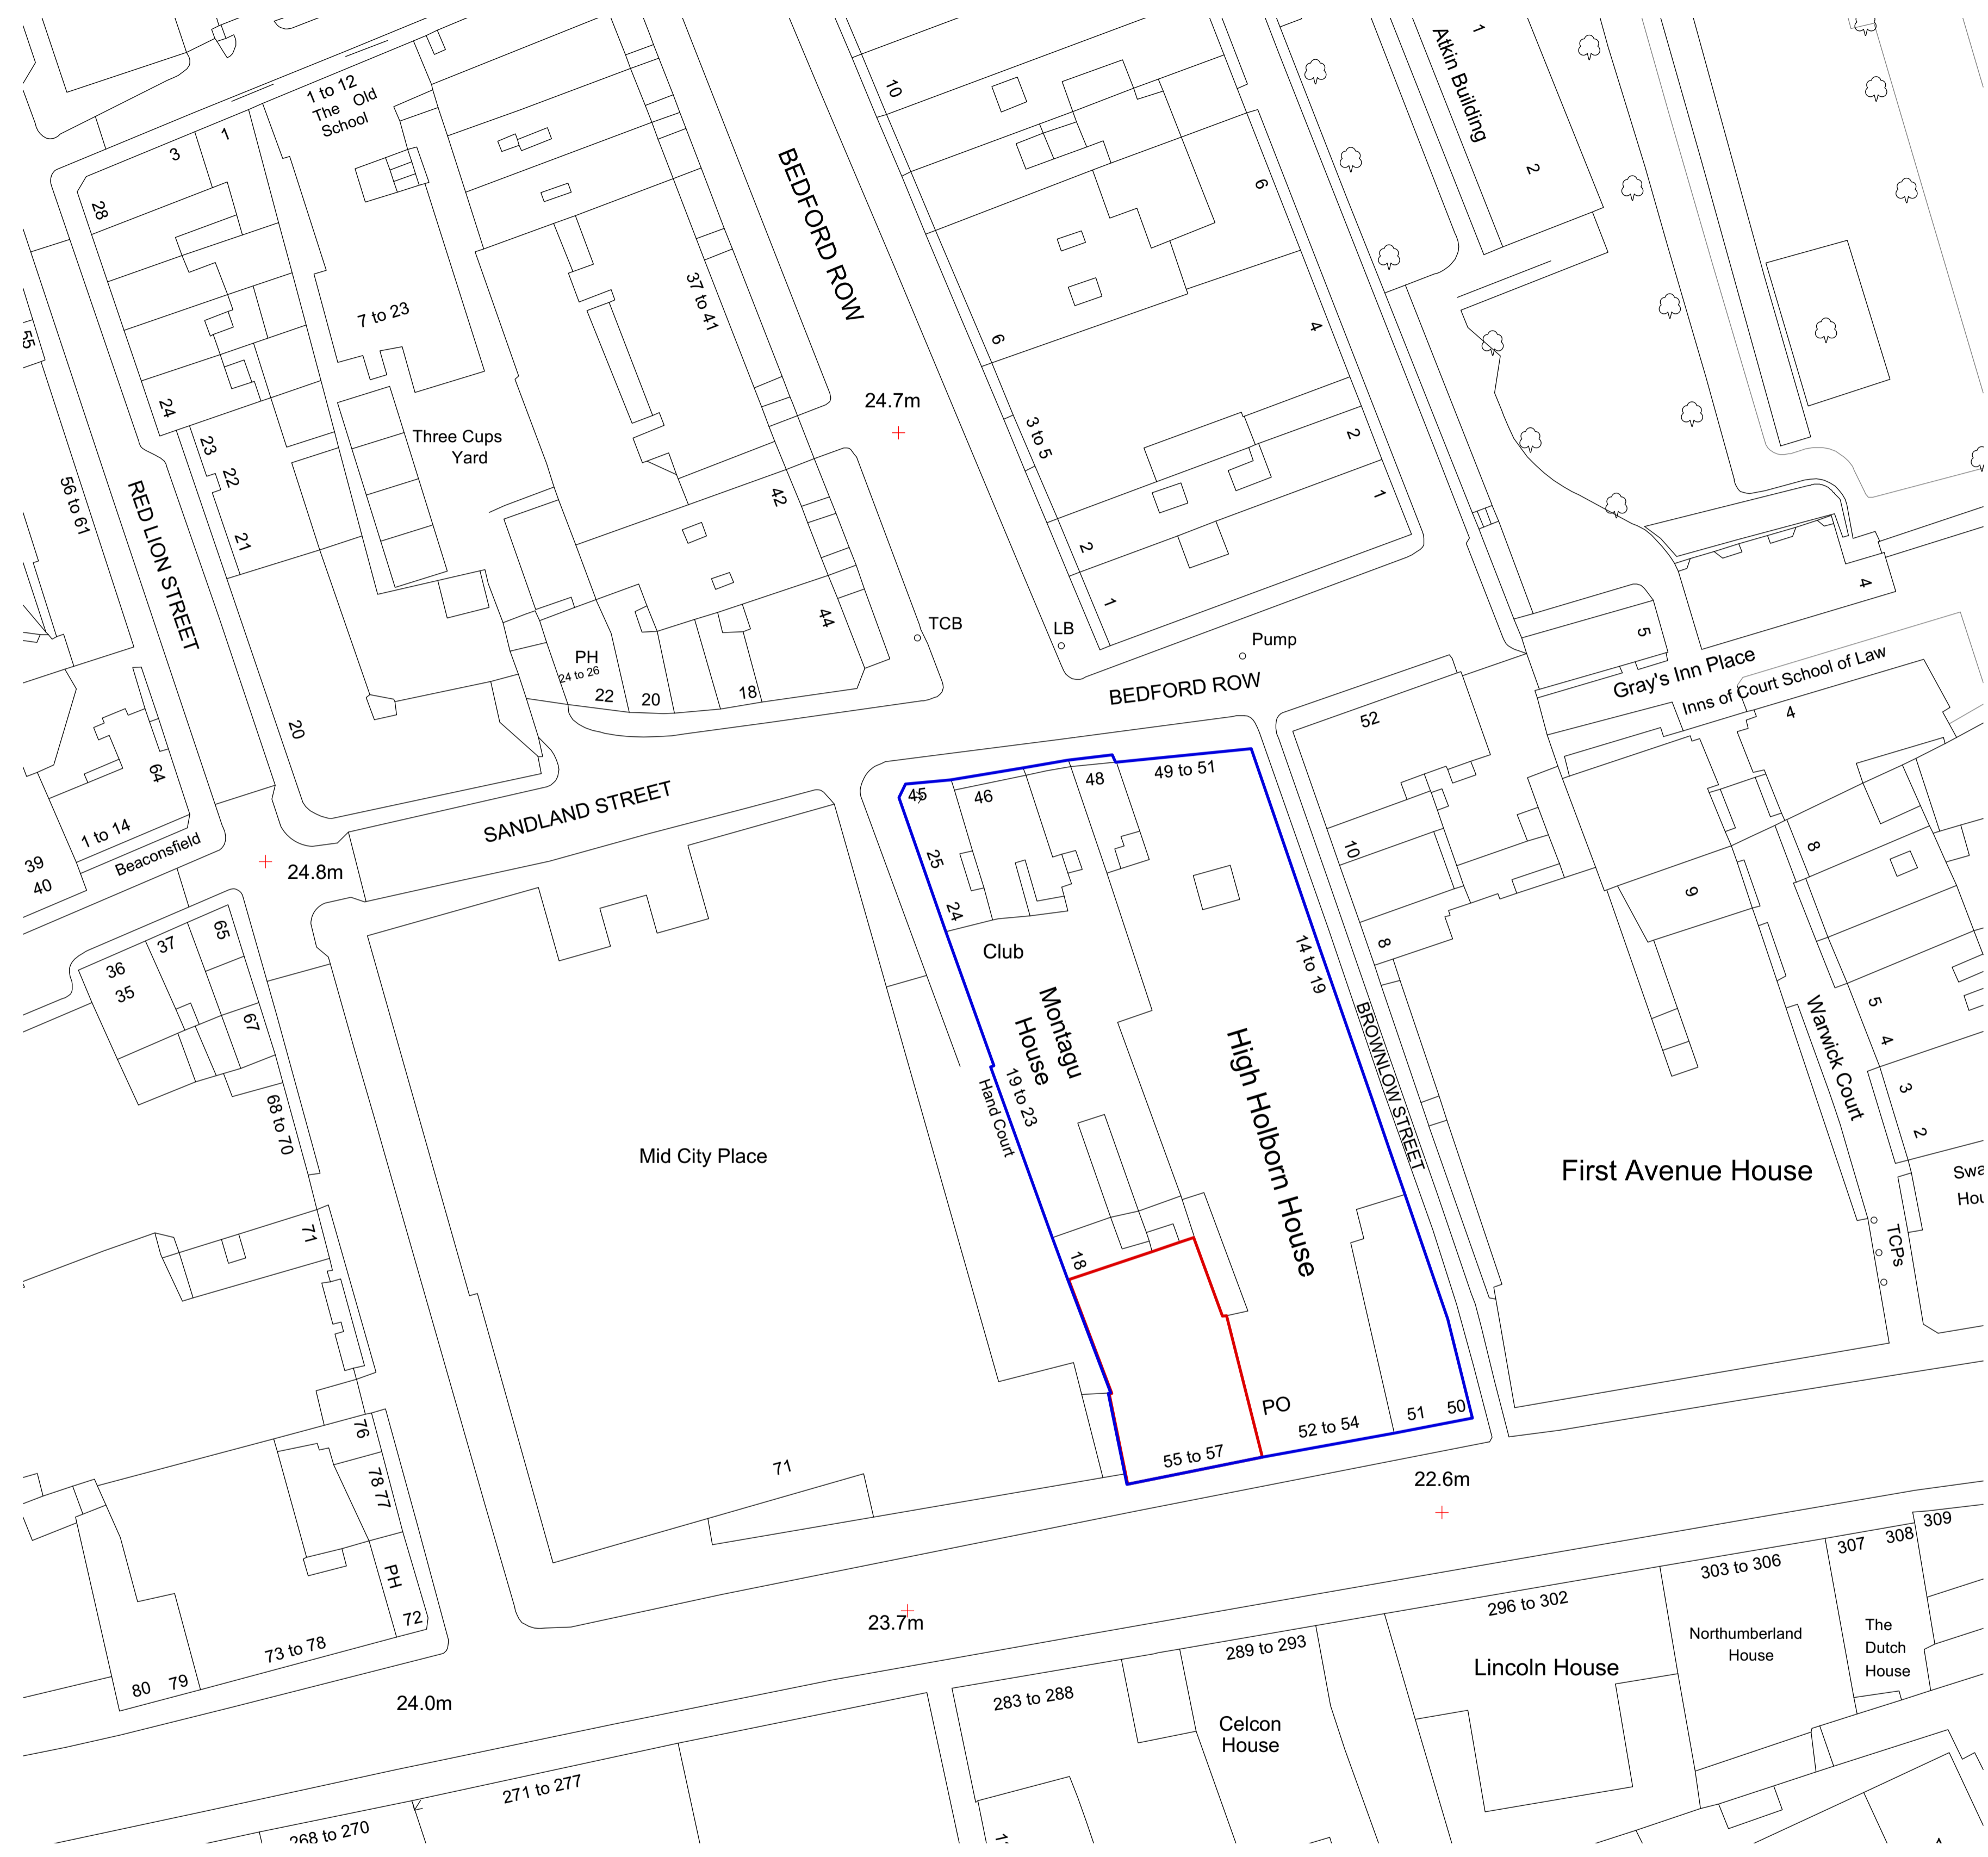 1 to 12
The Old
School
1
3
28
10
Atkin Building
1
2
BEDFORD ROW
6
37 to 41
7 to 23
4
6
55
24
24.7m
3 to 5
2
Three Cups
Yard
23
22
21
56 to 61
RED LION STREET
42
1
2
1
44
TCB
LB
Pump
5
4
Gray's Inn Place
Inns of Court School of Law
PH
24 to 26
22
20
18
BEDFORD ROW
52
4
20
64
SANDLAND STREET
45
46
48
49 to 51
1 to 14
Beaconsfield
39
40
24.8m
25
24
10
8
9
8
Club
14 to 19
36
35
37
65
67
Montagu
House
19 to 23
Hand Court
High Holborn House
BROWNLOW STREET
Warwick Court
5
4
3
2
68 to 70
Mid City Place
First Avenue House
TCPs
71
18
PO
55 to 57
52 to 54
51
50
76
78 77
PH
72
71
22.6m
73 to 78
80
79
23.7m
24.0m
309
308
307
303 to 306
296 to 302
289 to 293
283 to 288
Northumberland
House
The
Dutch
House
Lincoln House
Celcon
House
271 to 277
268 to 270